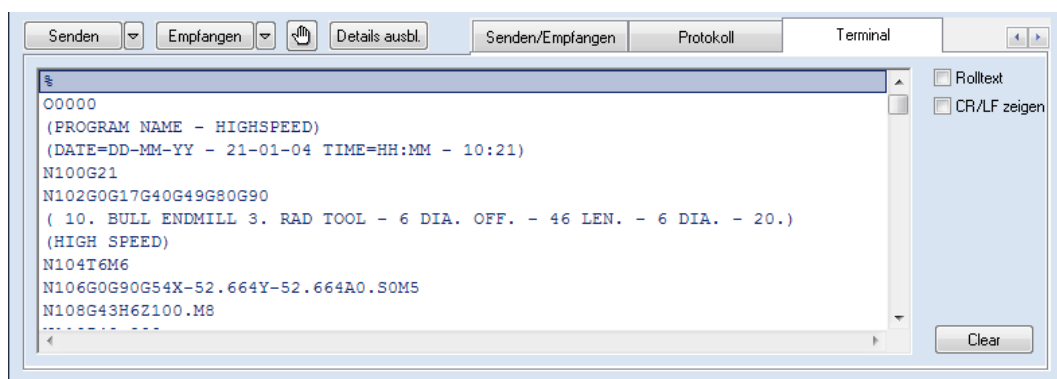 Senden Empfangen Details ausbl. Senden/Empfangen Protokoll Terminal
%
O0000
(PROGRAM NAME - HIGHSPEED)
(DATE=DD-MM-YY - 21-01-04 TIME=HH:MM - 10:21)
N100G21
N102G0G17G40G49G80G90
( 10. BULL ENDMILL 3. RAD TOOL - 6 DIA. OFF. - 46 LEN. - 6 DIA. - 20.)
(HIGH SPEED)
N104T6M6
N106G0G90G54X-52.664Y-52.664A0.S0M5
N108G43H6Z100.M8
Rolltext
CR/LF zeigen
Clear